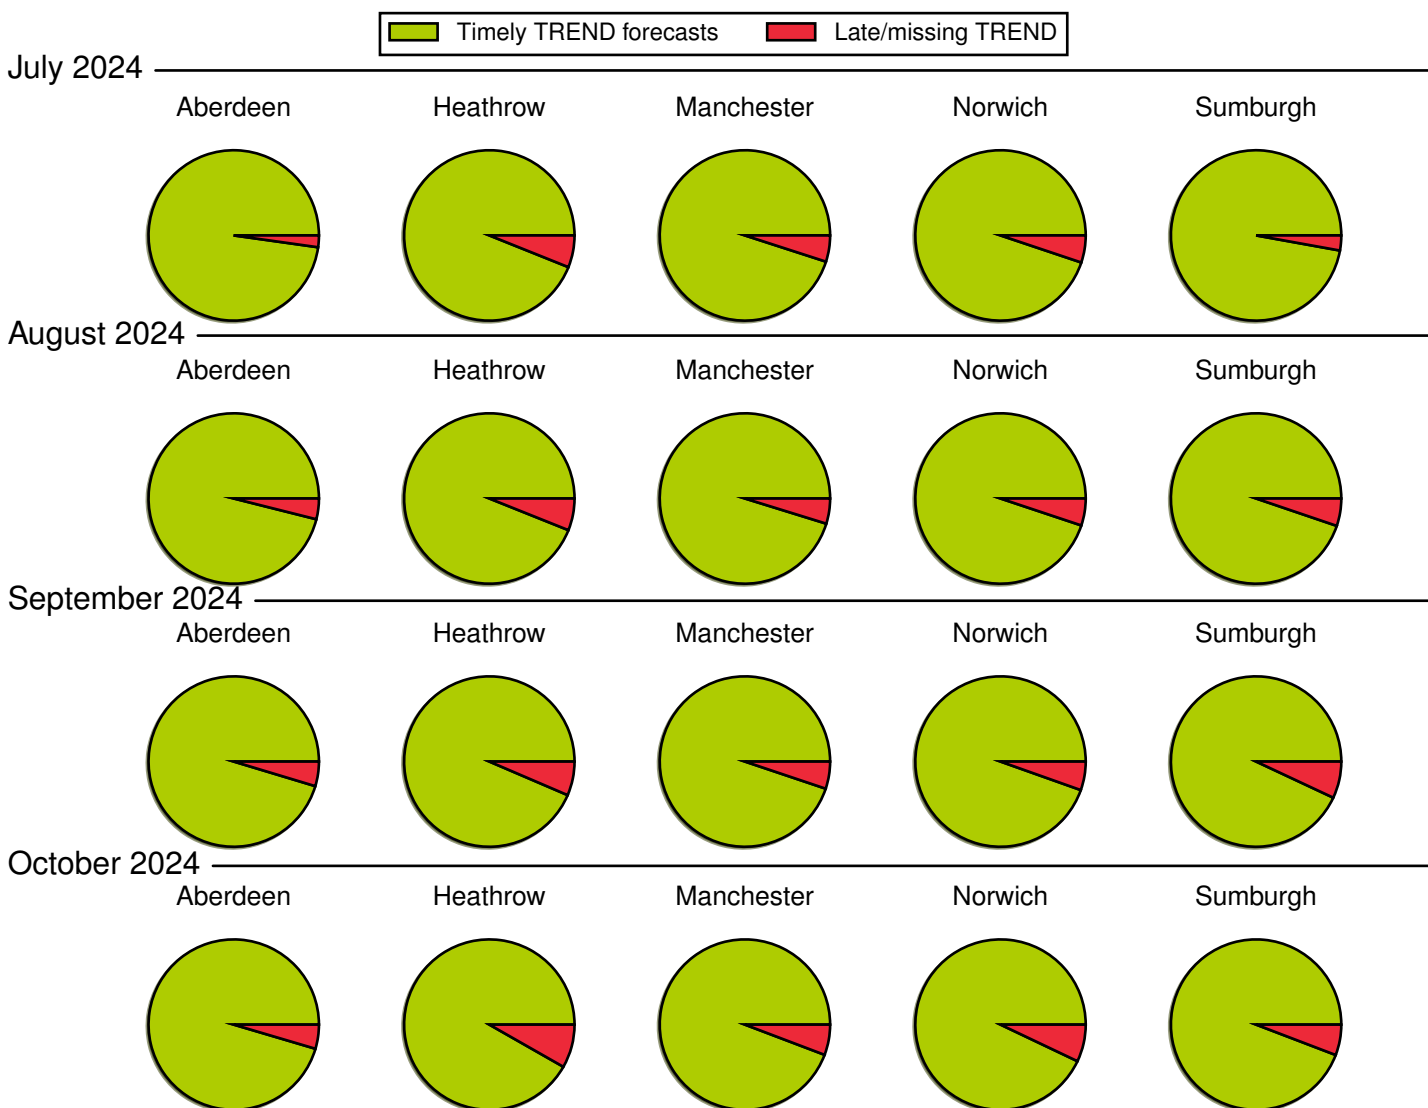 Timely TREND forecasts Late/missing TREND
July 2024
Aberdeen Heathrow Manchester Norwich Sumburgh
August 2024
Aberdeen Heathrow Manchester Norwich Sumburgh
September 2024
Aberdeen Heathrow Manchester Norwich Sumburgh
October 2024
Aberdeen Heathrow Manchester Norwich Sumburgh